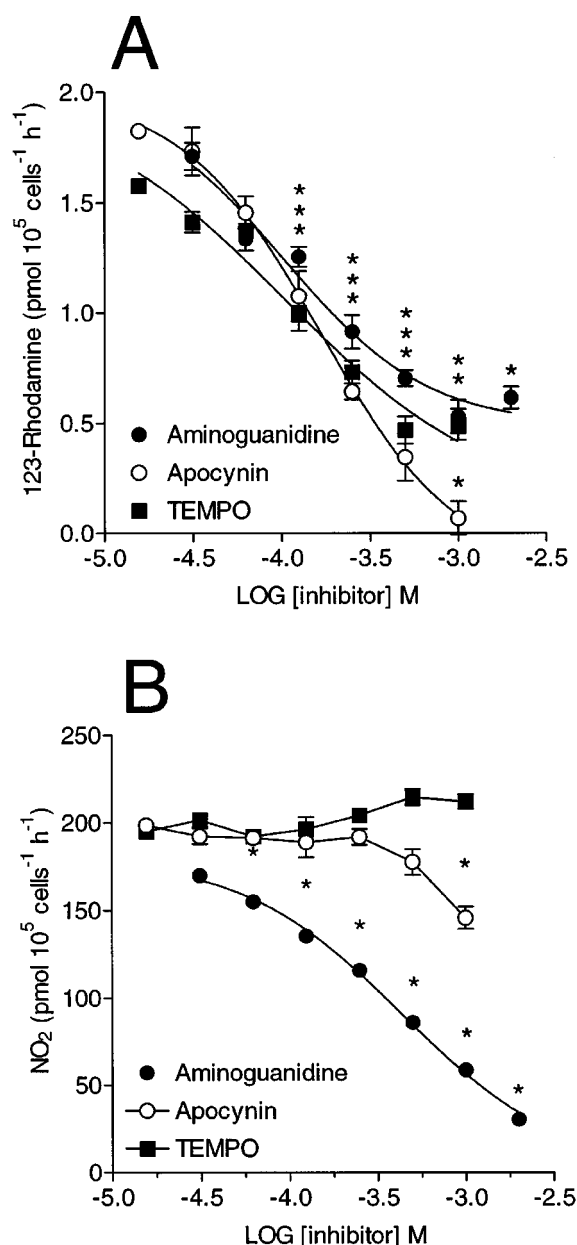 A
123-Rhodamine (pmol 10⁵ cells⁻¹ h⁻¹)
2.0
1.5
1.0
0.5
0.0
* * *
* * *
* * *
* *
*
*
Aminoguanidine
Apocynin
TEMPO
-5.0 -4.5 -4.0 -3.5 -3.0 -2.5
LOG [inhibitor] M
B
NO₂ (pmol 10⁵ cells⁻¹ h⁻¹)
250
200
150
100
50
0
* * * * * * *
Aminoguanidine
Apocynin
TEMPO
-5.0 -4.5 -4.0 -3.5 -3.0 -2.5
LOG [inhibitor] M